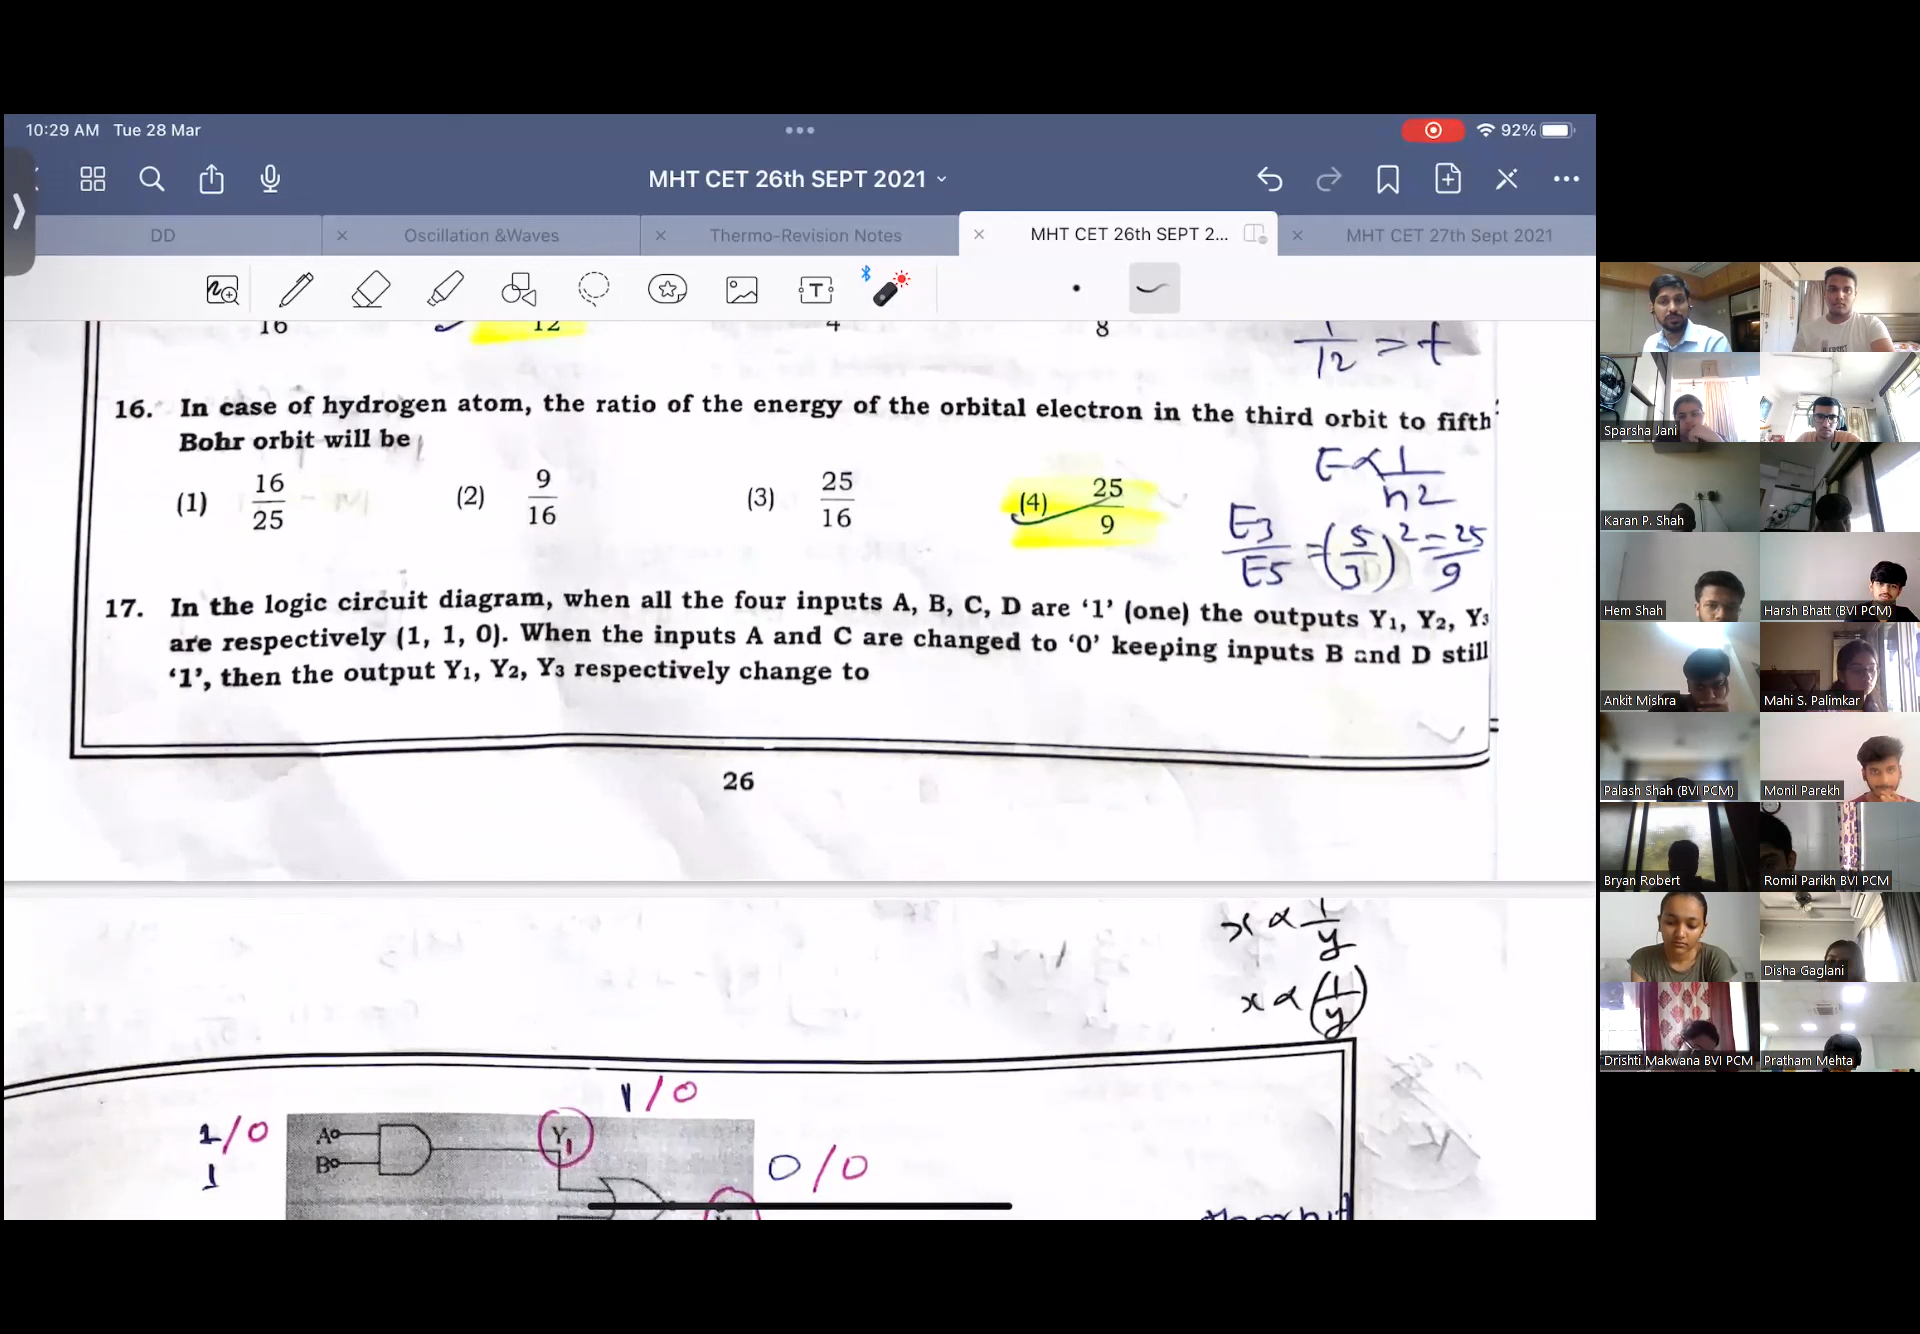 10:29 AM Tue 28 Mar
92%
MHT CET 26th SEPT 2021
DD
Oscillation &Waves
Thermo-Revision Notes
MHT CET 26th SEPT 2...
MHT CET 27th Sept 2021
16
12
4
8
1/12 = t
16. In case of hydrogen atom, the ratio of the energy of the orbital electron in the third orbit to fifth
Bohr orbit will be
(1) 16/25 (2) 9/16 (3) 25/16 (4) 25/9
E ∝ 1/n2
E3/E5 = (5/3)2 = 25/9
17. In the logic circuit diagram, when all the four inputs A, B, C, D are ‘1’ (one) the outputs Y1, Y2, Y3
are respectively (1, 1, 0). When the inputs A and C are changed to ‘0’ keeping inputs B and D still
‘1’, then the output Y1, Y2, Y3 respectively change to
26
x ∝ 1/y
x ∝ (1/y)
1/0
1/0
1
A
B
Y1
0/0
Sparsha Jani
Karan P. Shah
Hem Shah
Harsh Bhatt (BVI PCM)
Ankit Mishra
Mahi S. Palimkar
Palash Shah (BVI PCM)
Monil Parekh
Bryan Robert
Romil Parikh BVI PCM
Disha Gaglani
Drishti Makwana BVI PCM
Pratham Mehta